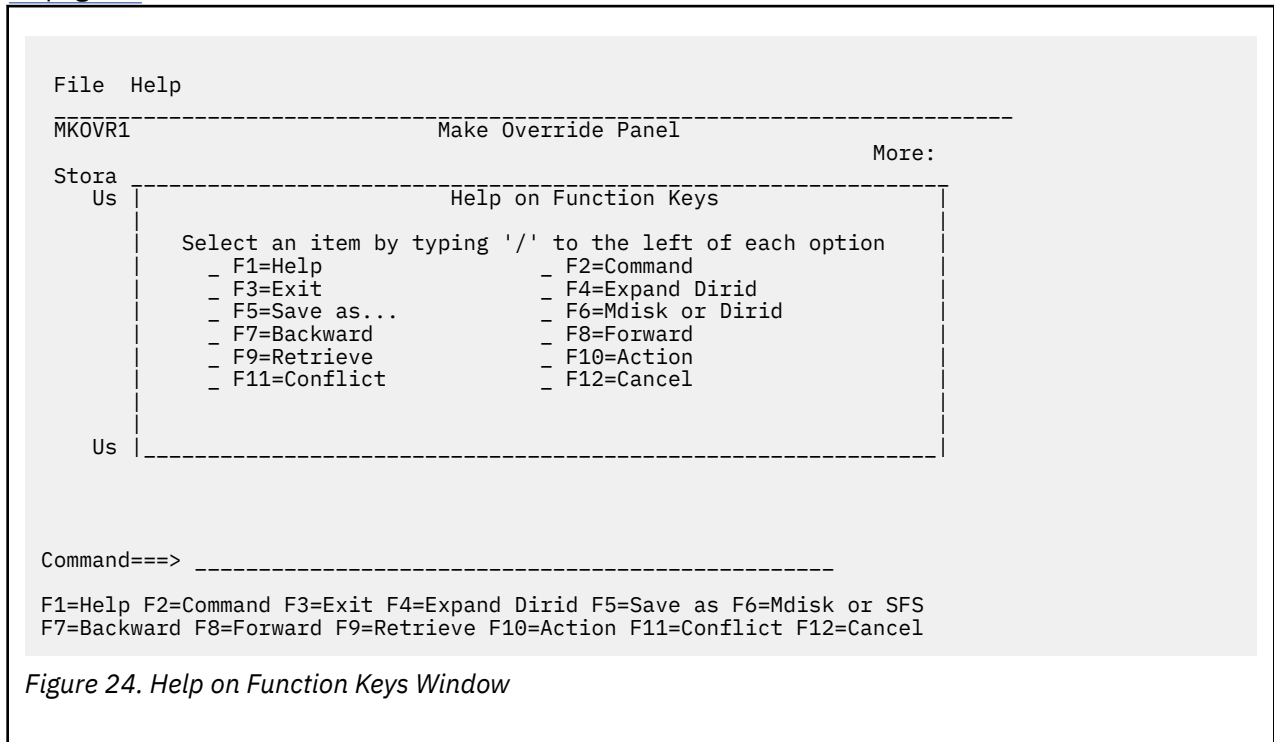 File Help
MKOVR1 Make Override Panel
More:
Stora
Us | Help on Function Keys |
Select an item by typing '/' to the left of each option
_ F1=Help _ F2=Command
_ F3=Exit _ F4=Expand Dirid
_ F5=Save as... _ F6=Mdisk or Dirid
_ F7=Backward _ F8=Forward
_ F9=Retrieve _ F10=Action
_ F11=Conflict _ F12=Cancel
Us
Command===> __________________________________________________
F1=Help F2=Command F3=Exit F4=Expand Dirid F5=Save as F6=Mdisk or SFS
F7=Backward F8=Forward F9=Retrieve F10=Action F11=Conflict F12=Cancel
Figure 24. Help on Function Keys Window